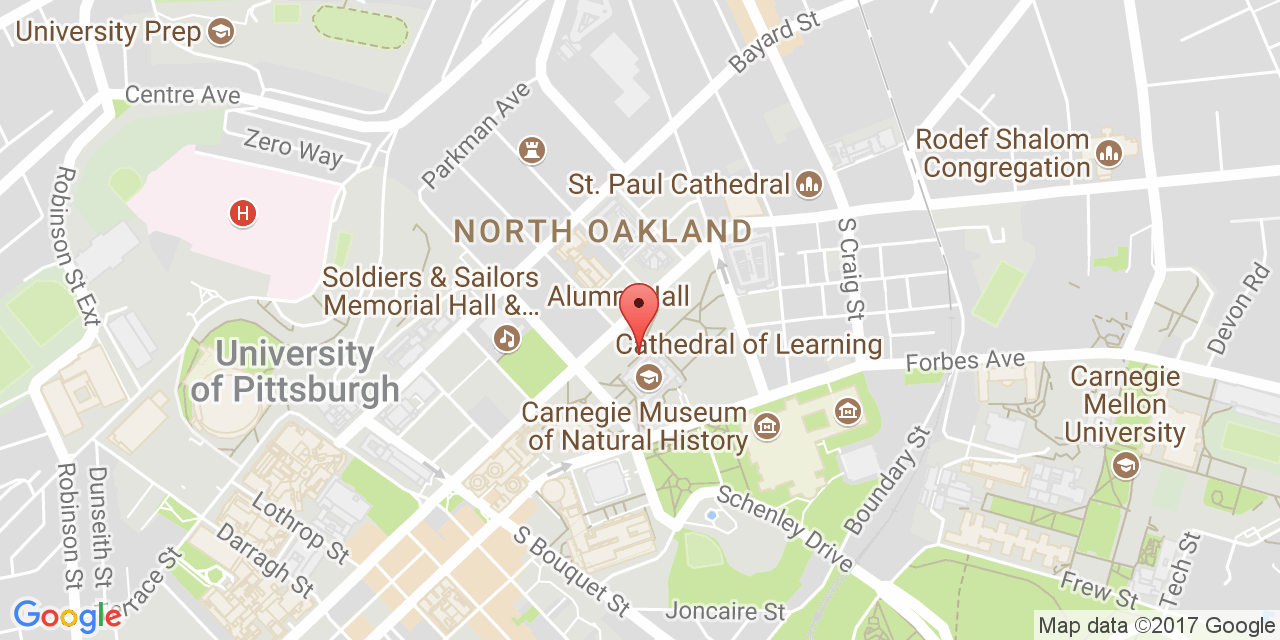 University Prep
Bayard St
Centre Ave
Parkman Ave
Zero Way
Rodef Shalom
Congregation
St. Paul Cathedral
Robinson St Ext
H
NORTH OAKLAND
S Craig St
Soldiers & Sailors
Memorial Hall &...
Devon Rd
University
of Pittsburgh
Cathedral of Learning
Forbes Ave
Carnegie
Mellon
University
Carnegie Museum
of Natural History
Boundary St
Robinson St
Dunseith St
Lothrop St
Darragh St
Schenley Drive
S Bouquet St
Tech St
Frew St
Joncaire St
Google
Map data ©2017 Google